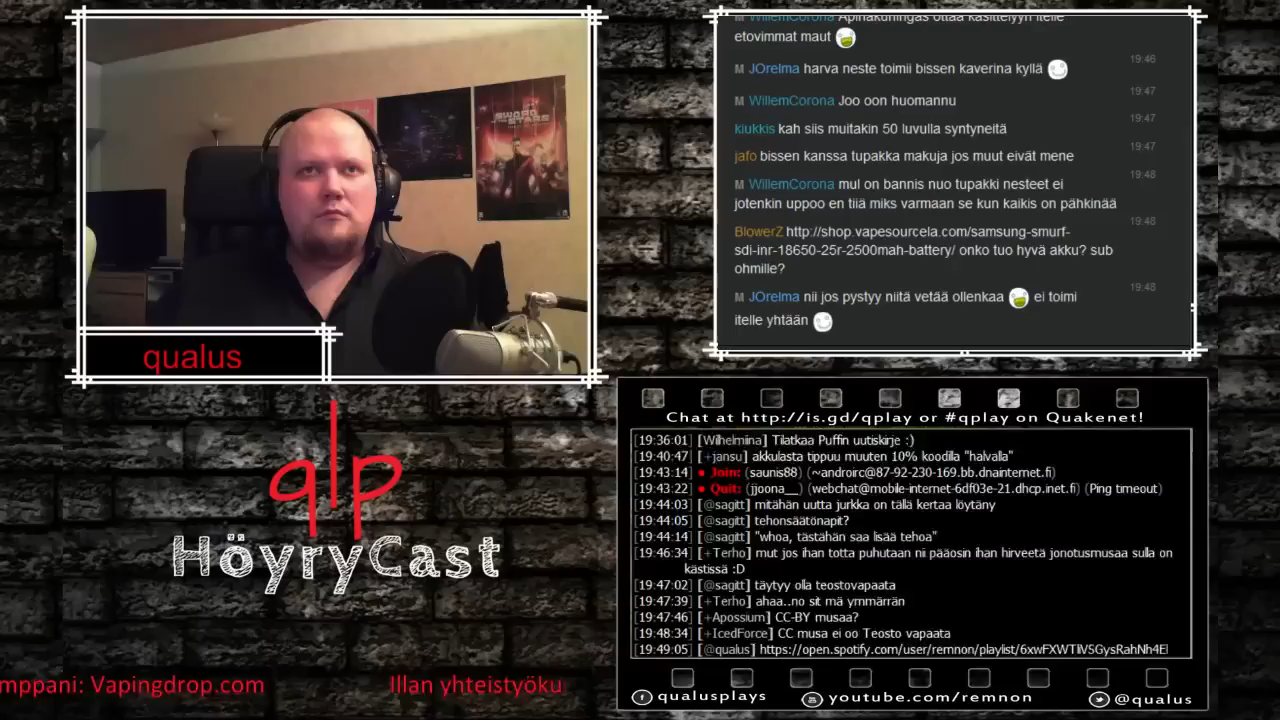 WillemCorona Apinakuningas ottaa käsittelyyn itelle
etovimmat maut
M JOrelma harva neste toimii bissen kaverina kyllä 19:46
M WillemCorona Joo oon huomannu 19:47
kiukkis kah siis muitakin 50 luvulla syntyneitä 19:47
jafo bissen kanssa tupakka makuja jos muut eivät mene 19:47
M WillemCorona mul on bannis nuo tupakki nesteet ei 19:48
jotenkin uppoo en tiiä miks varmaan se kun kaikis on pähkinää
BlowerZ http://shop.vapesourcela.com/samsung-smurf- 19:48
sdi-inr-18650-25r-2500mah-battery/ onko tuo hyvä akku? sub
ohmille?
M JOrelma nii jos pystyy niitä vetää ollenkaa ei toimi 19:48
itelle yhtään
SWORD
STARS
qualus
qlp
HöyryCast
mppani: Vapingdrop.com Illan yhteistyöku
Chat at http://is.gd/qplay or #qplay on Quakenet!
[19:36:01] [Wilhelmiina] Tilatkaa Puffin uutiskirje :)
[19:40:47] [+jansu] akkulasta tippuu muuten 10% koodilla "halvalla"
[19:43:14] • Join: (saunis88) (~androirc@87-92-230-169.bb.dnainternet.fi)
[19:43:22] • Quit: (jjoona__) (webchat@mobile-internet-6df03e-21.dhcp.inet.fi) (Ping timeout)
[19:44:03] [@sagitt] mitähän uutta jurkka on tällä kertaa löytäny
[19:44:05] [@sagitt] tehonsäätönapit?
[19:44:14] [@sagitt] "whoa, tästähän saa lisää tehoa"
[19:46:34] [+Terho] mut jos ihan totta puhutaan ni pääosin ihan hirveetä jonotusmusaa sulla on
kästissä :D
[19:47:02] [@sagitt] täytyy olla teostovapaata
[19:47:39] [+Terho] ahaa..no sit mä ymmärrän
[19:47:46] [+Apossium] CC-BY musaa?
[19:48:34] [+IcedForce] CC musa ei oo Teosto vapaata
[19:49:05] [@qualus] https://open.spotify.com/user/remnon/playlist/6xwFXWTiiV5GysRahNh4El
qualusplays youtube.com/remnon @qualus